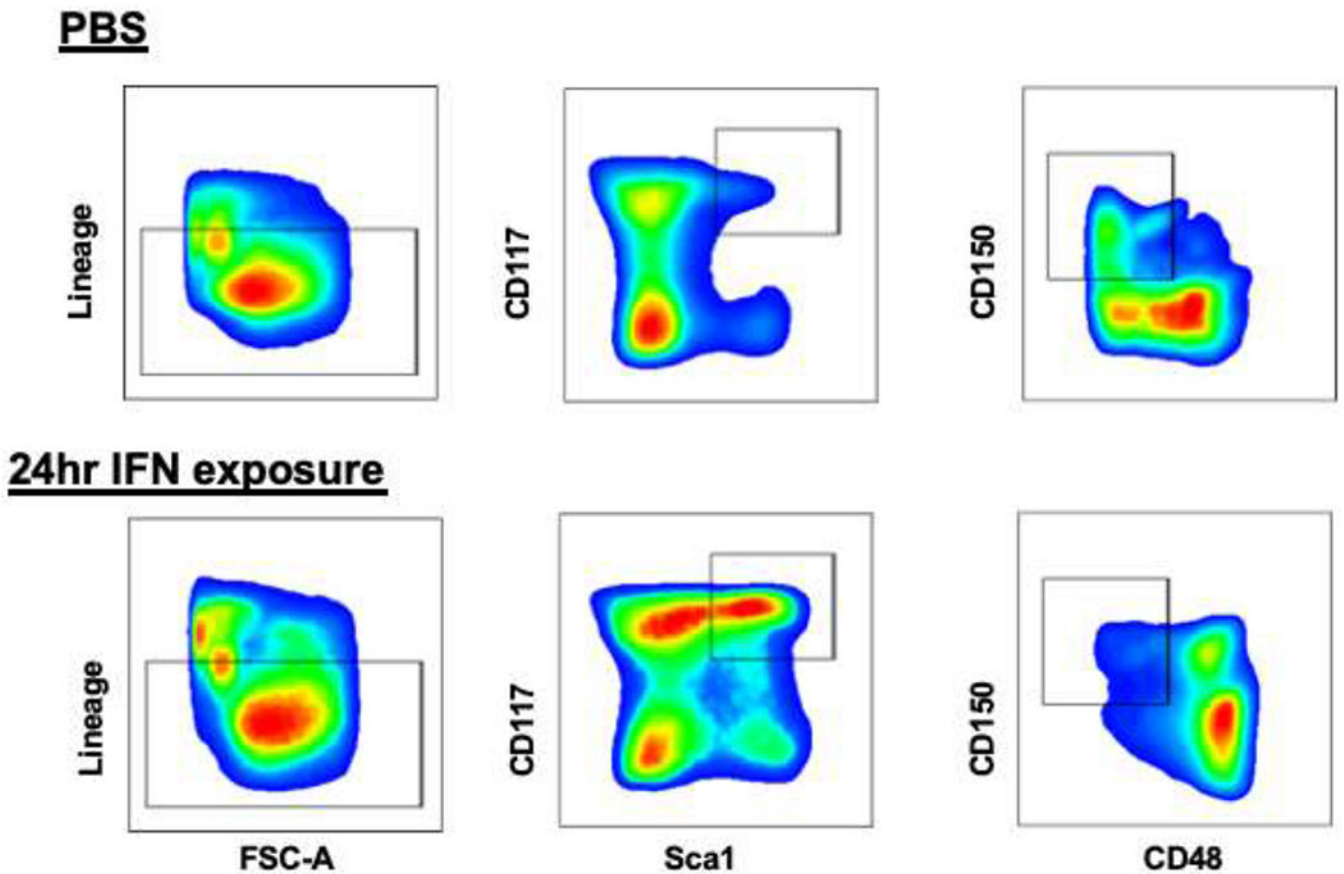 PBS
Lineage
CD117
CD150
24hr IFN exposure
Lineage
CD117
CD150
FSC-A
Sca1
CD48